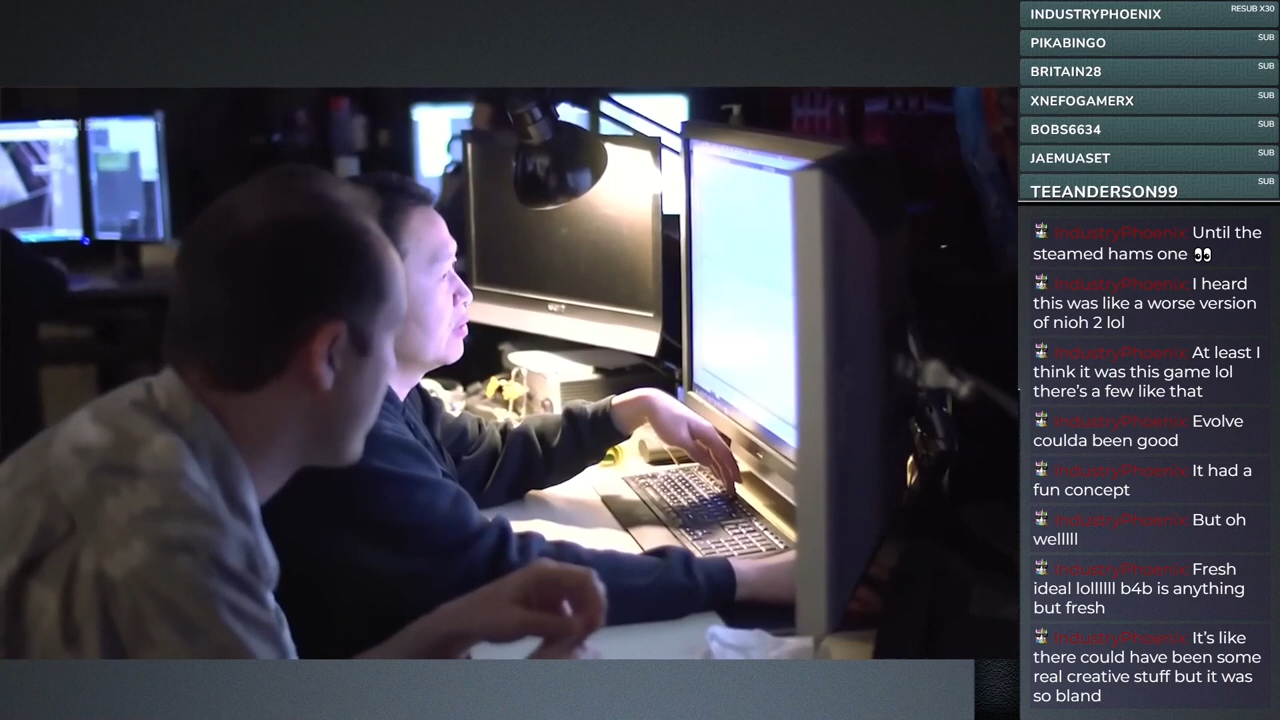 INDUSTRYPHOENIX RESUB X30
PIKABINGO SUB
BRITAIN28 SUB
XNEFOGAMERX SUB
BOBS6634 SUB
JAEMUASET SUB
TEEANDERSON99 SUB
IndustryPhoenix: Until the
steamed hams one 👀
IndustryPhoenix: I heard
this was like a worse version
of nioh 2 lol
IndustryPhoenix: At least I
think it was this game lol
there's a few like that
IndustryPhoenix: Evolve
coulda been good
IndustryPhoenix: It had a
fun concept
IndustryPhoenix: But oh
welllll
IndustryPhoenix: Fresh
ideal lollllll b4b is anything
but fresh
IndustryPhoenix: It's like
there could have been some
real creative stuff but it was
so bland